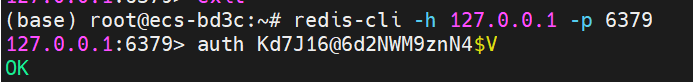 (base) root@ecs-bd3c:~# redis-cli -h 127.0.0.1 -p 6379
127.0.0.1:6379> auth Kd7J16@6d2NWM9znN4$V
OK